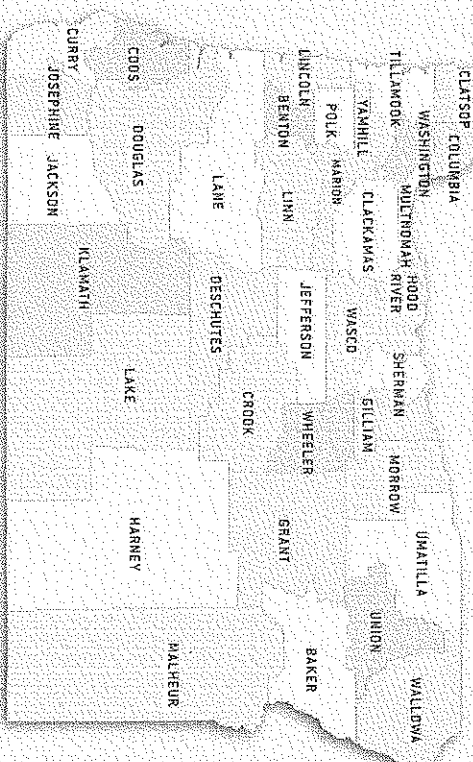 CLATSOP
COLUMBIA
TILLAMOOK
WASHINGTON
MULTNOMAH
HOOD
RIVER
YAMHILL
CLACKAMAS
POLK
MARION
LINCOLN
BENTON
LINN
WASCO
SHERMAN
GILLIAM
MORROW
UMATILLA
UNION
WALLOWA
JEFFERSON
WHEELER
GRANT
BAKER
LANE
DESCHUTES
CROOK
COOS
DOUGLAS
CURRY
JOSEPHINE
JACKSON
KLAMATH
LAKE
HARNEY
MALHEUR